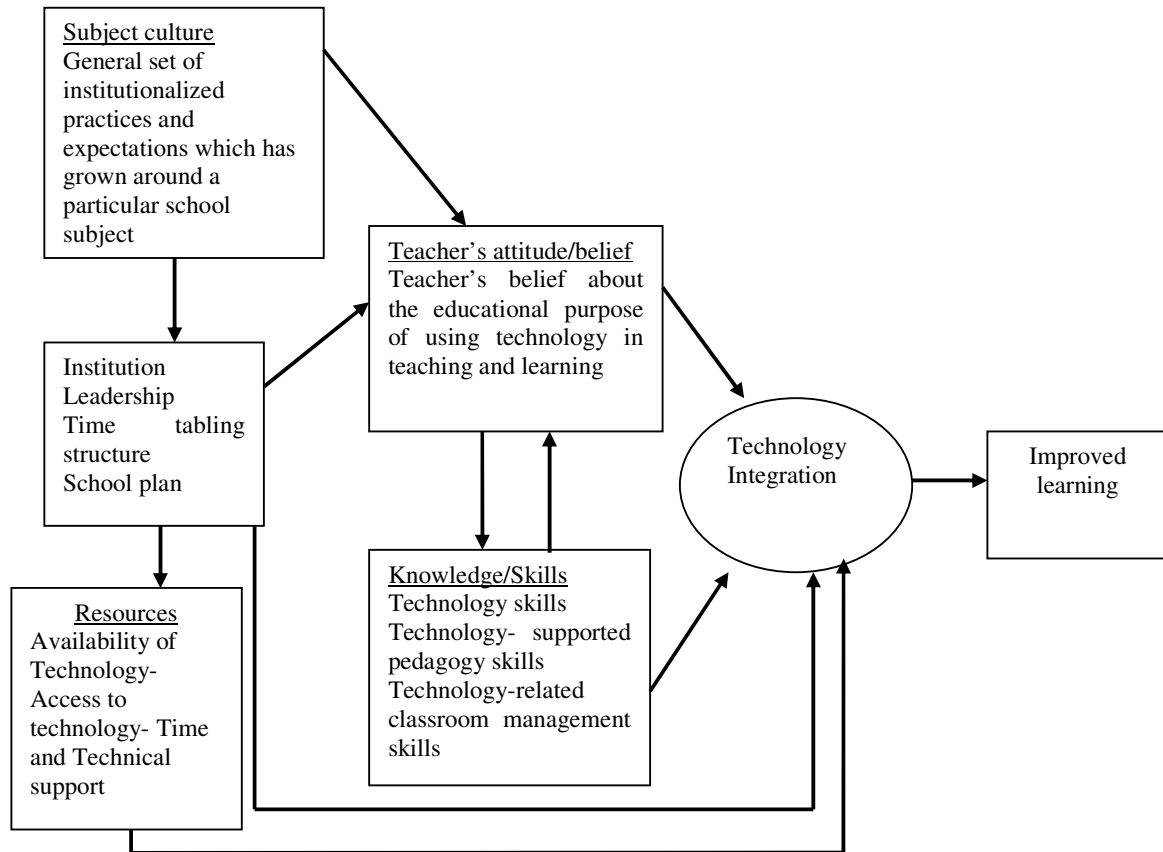 Subject culture
General set of
institutionalized
practices and
expectations which has
grown around a
particular school
subject
Teacher’s attitude/belief
Teacher’s belief about
the educational purpose
of using technology in
teaching and learning
Institution
Leadership
Time tabling
structure
School plan
Technology
Integration
Improved
learning
Knowledge/Skills
Technology skills
Technology- supported
pedagogy skills
Technology-related
classroom management
skills
Resources
Availability of
Technology-
Access to
technology- Time
and Technical
support